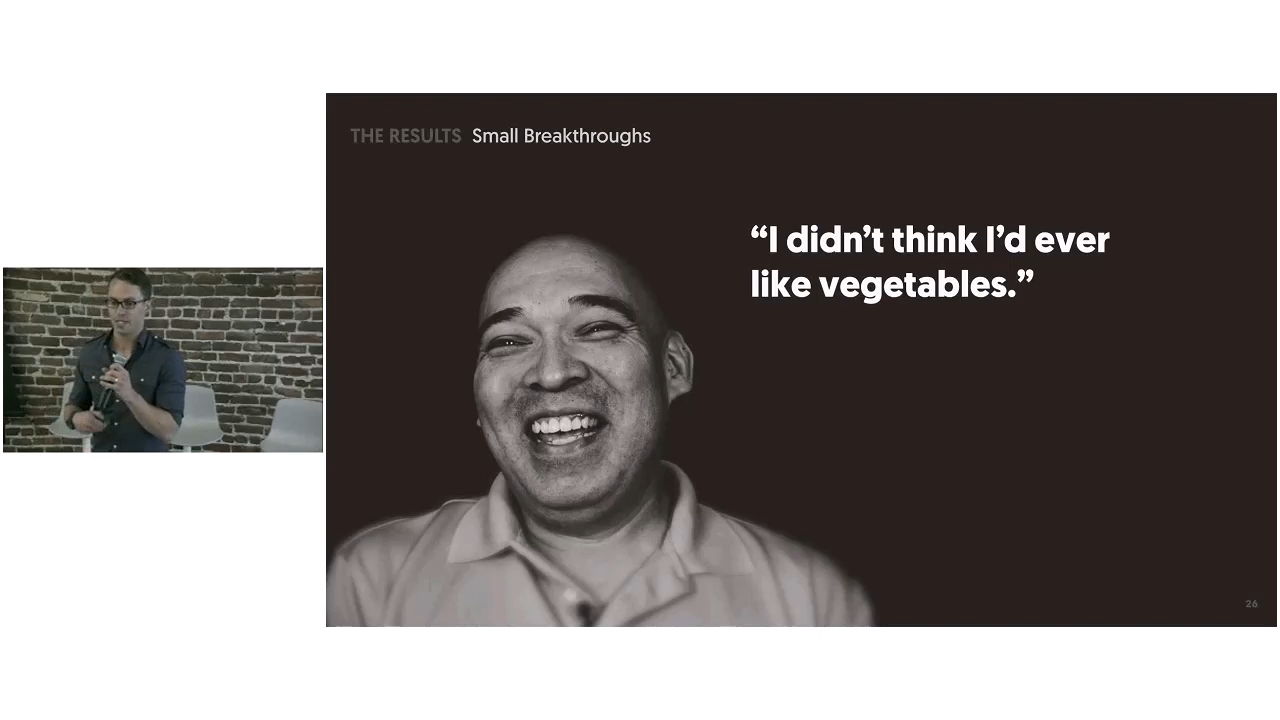 THE RESULTS Small Breakthroughs
“I didn’t think I’d ever
like vegetables.”
26